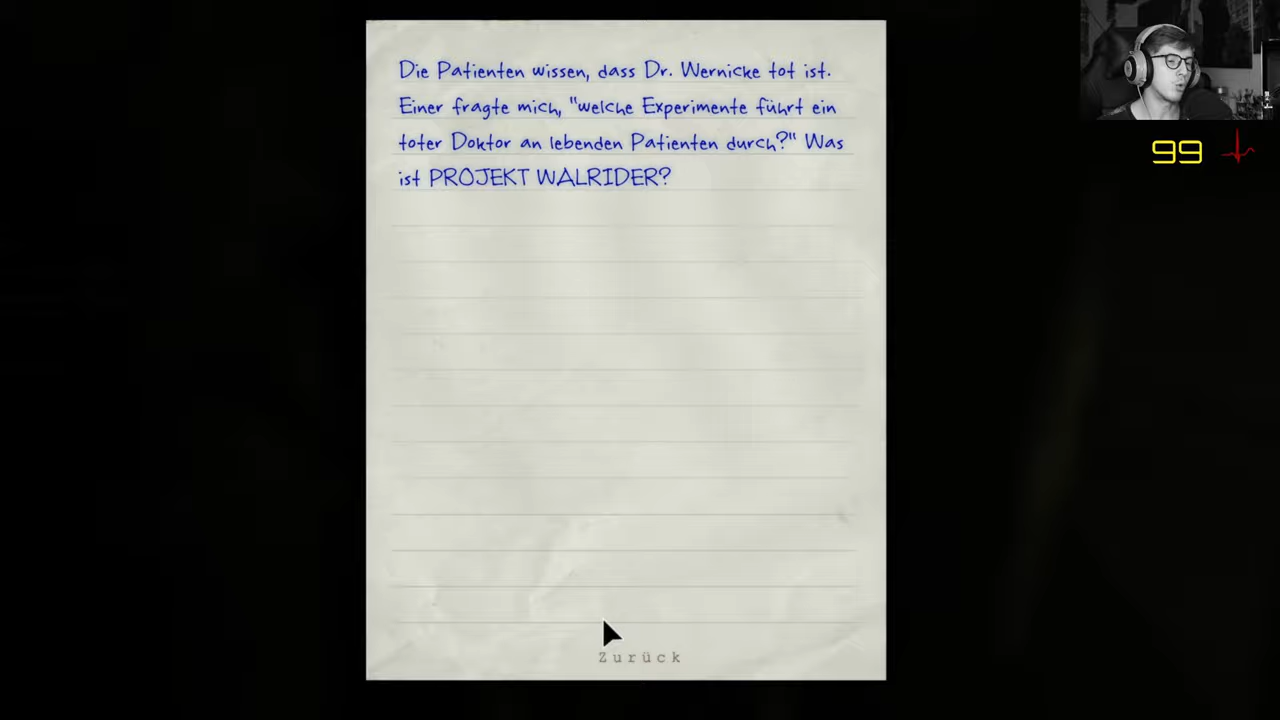 Die Patienten wissen, dass Dr. Wernicke tot ist.
Einer fragte mich, "welche Experimente führt ein
toter Doktor an lebenden Patienten durch?" Was
ist PROJEKT WALRIDER?
99
Zurück